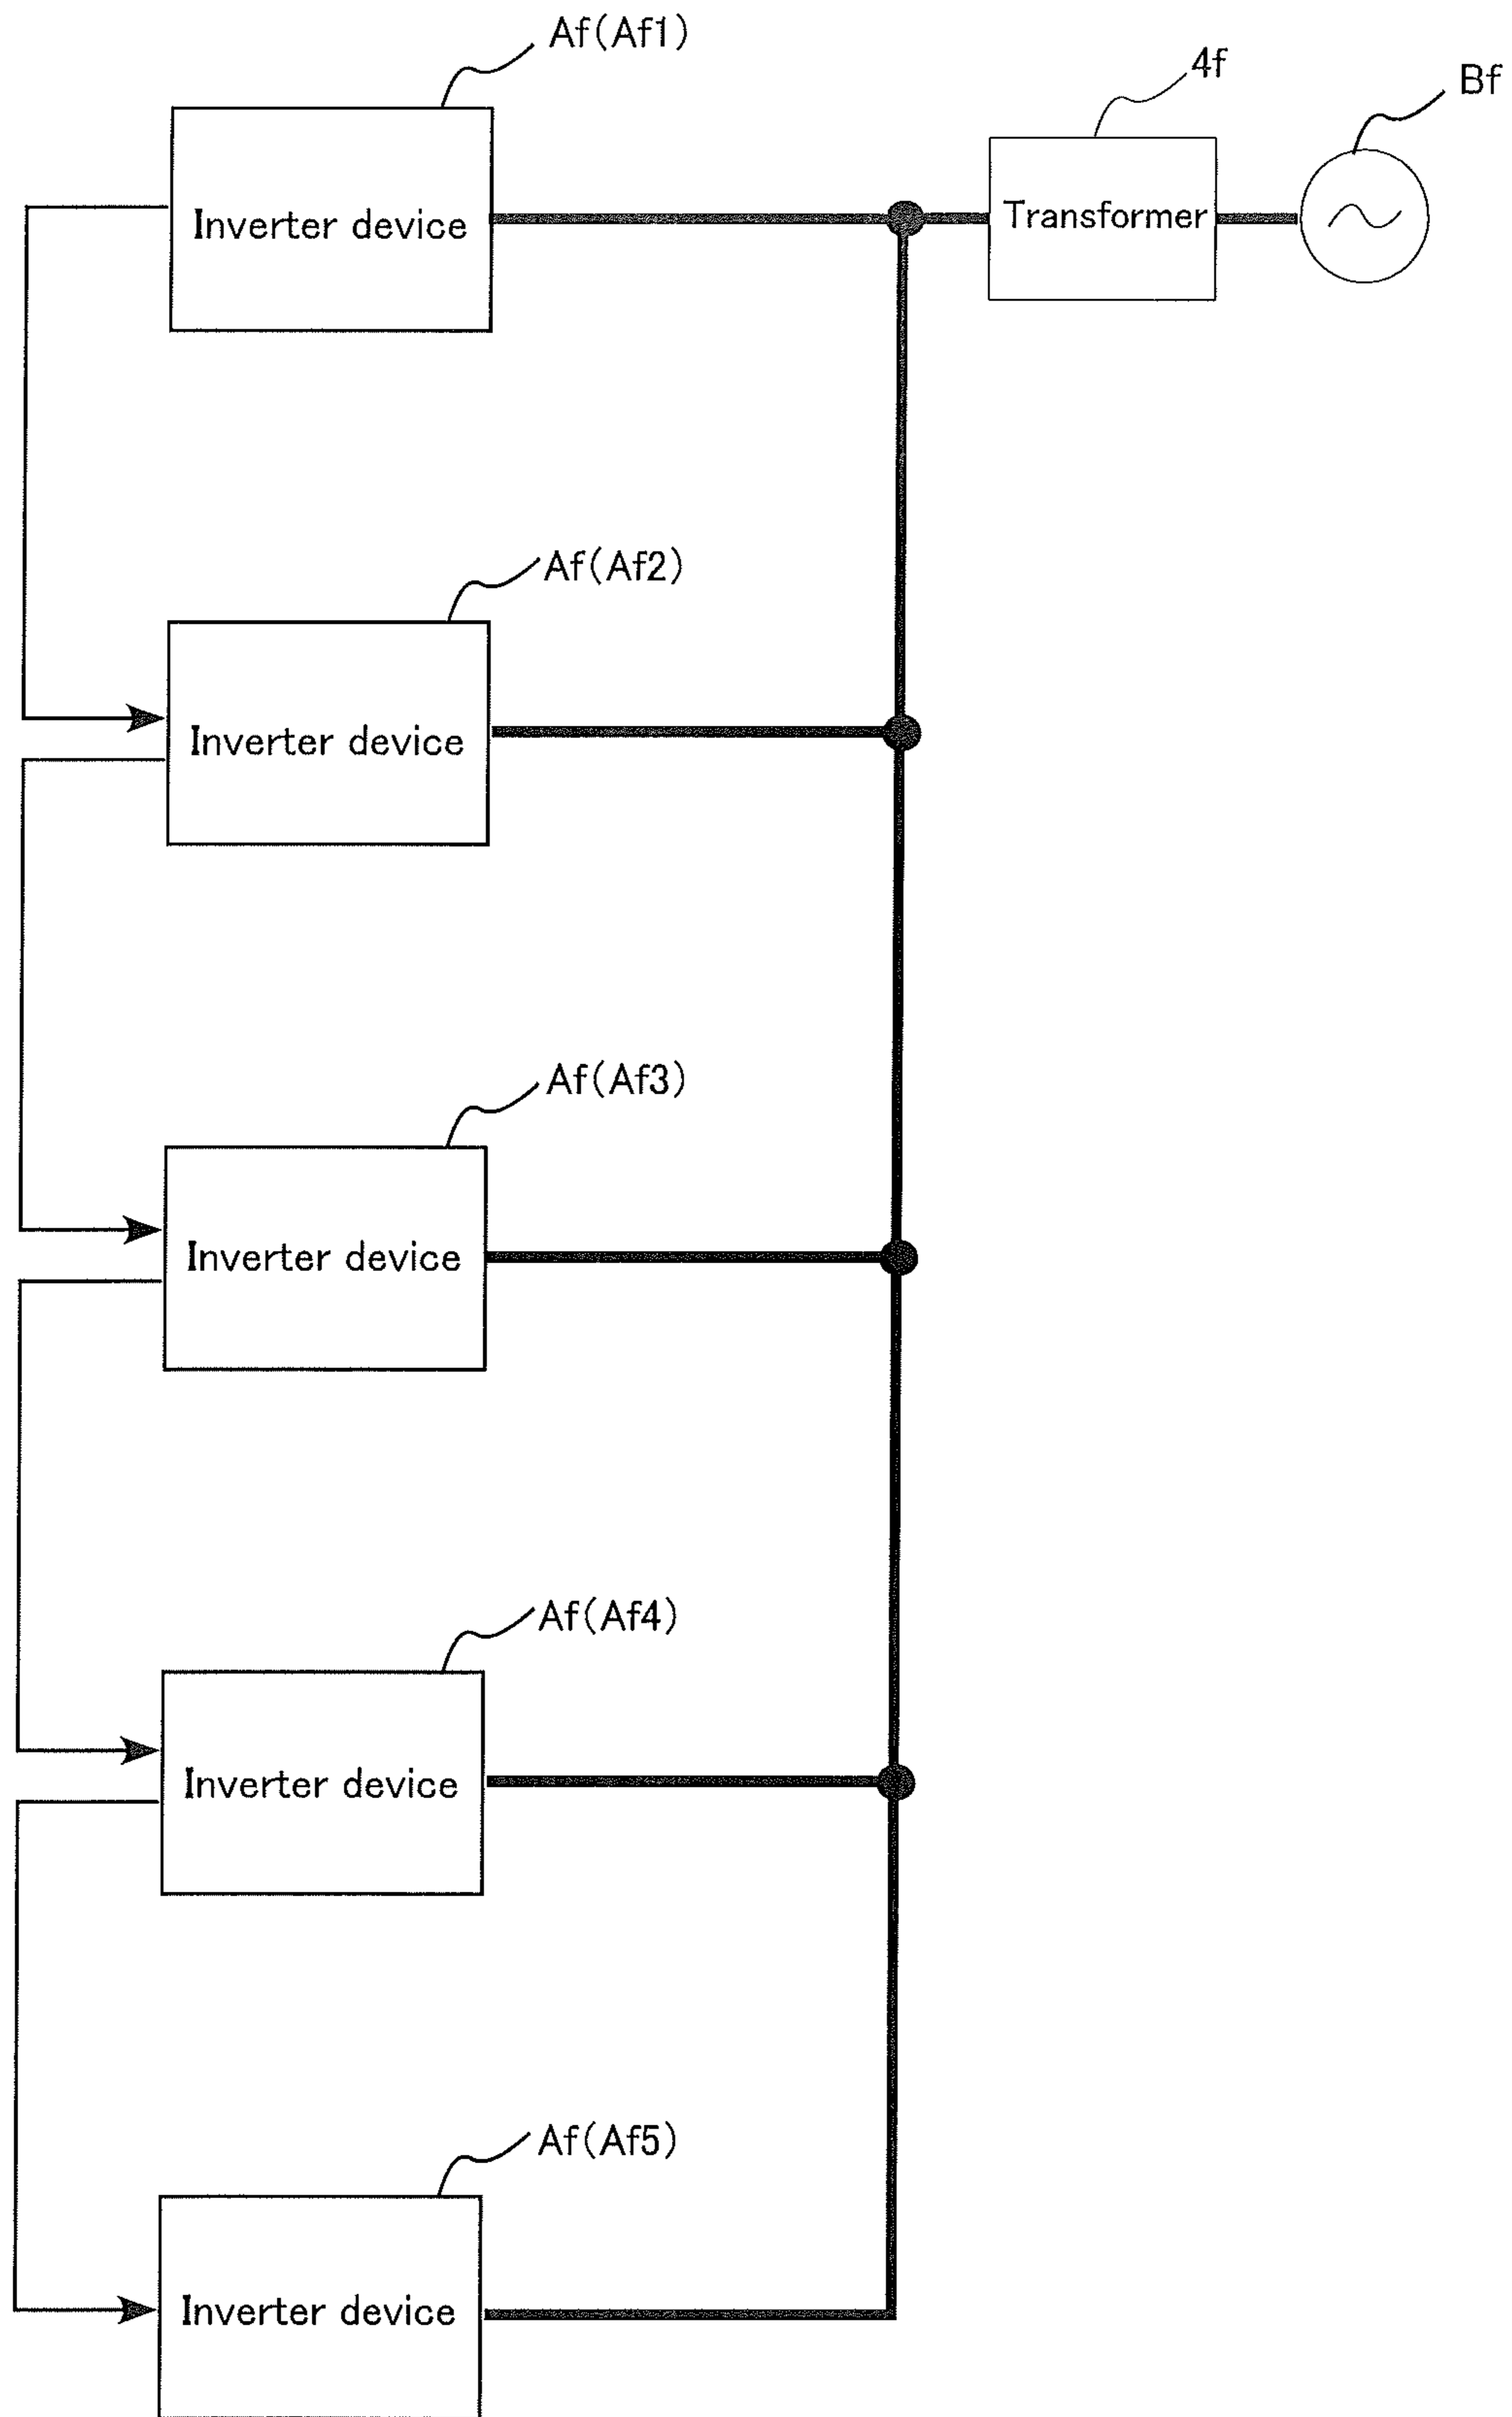 Af(Af1)
4f
Bf
Inverter device
Transformer
Af(Af2)
Inverter device
Af(Af3)
Inverter device
Af(Af4)
Inverter device
Af(Af5)
Inverter device